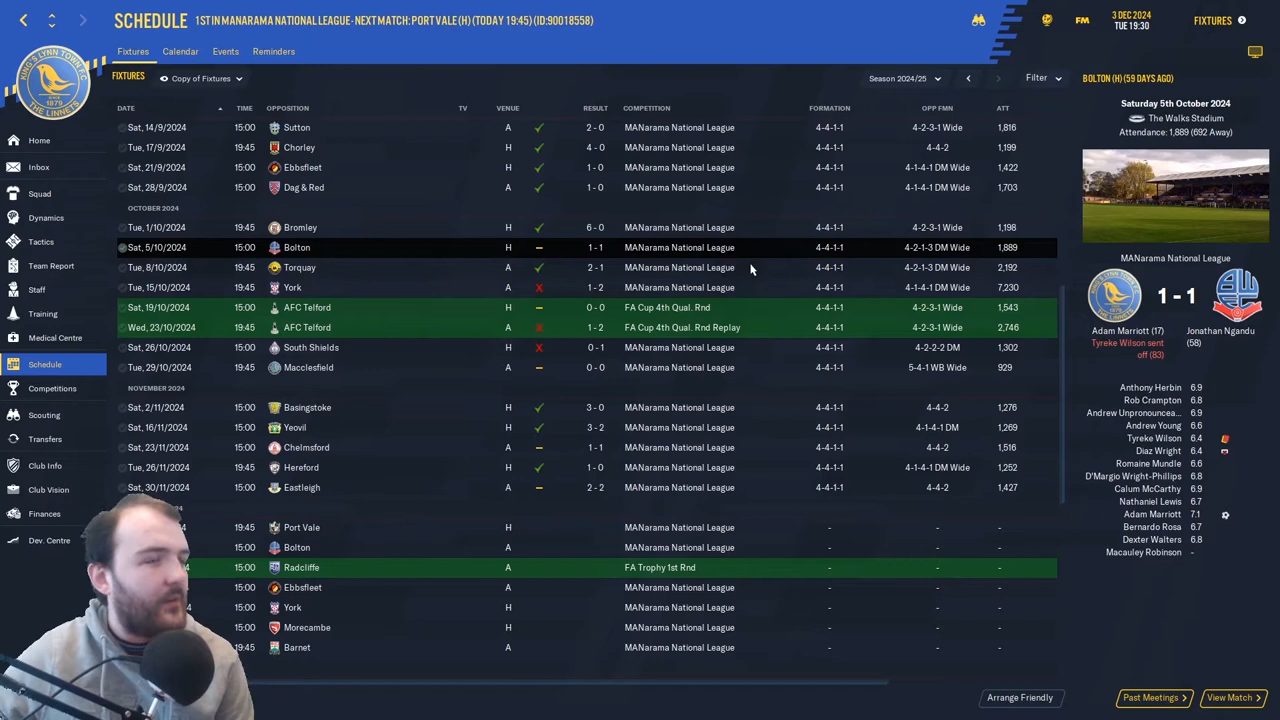 SCHEDULE 1ST IN MANARAMA NATIONAL LEAGUE - NEXT MATCH: PORT VALE (H) (TODAY 19:45) (ID:90018558)
FM
3 DEC 2024
TUE 19:30
FIXTURES
Fixtures Calendar Events Reminders
KING'S LYNN TOWN F.C
1879
THE LINNETS
FIXTURES Copy of Fixtures Season 2024/25 Filter
DATE TIME OPPOSITION TV VENUE RESULT COMPETITION FORMATION OPP FMN ATT
Sat, 14/9/2024 15:00 Sutton A 2 - 0 MANarama National League 4-4-1-1 4-2-3-1 Wide 1,816
Tue, 17/9/2024 19:45 Chorley H 4 - 0 MANarama National League 4-4-1-1 4-4-2 1,199
Sat, 21/9/2024 15:00 Ebbsfleet H 1 - 0 MANarama National League 4-4-1-1 4-1-4-1 DM Wide 1,422
Sat, 28/9/2024 15:00 Dag & Red A 1 - 0 MANarama National League 4-4-1-1 4-1-4-1 DM Wide 1,703
OCTOBER 2024
Tue, 1/10/2024 19:45 Bromley H 6 - 0 MANarama National League 4-4-1-1 4-2-3-1 Wide 1,198
Sat, 5/10/2024 15:00 Bolton H 1 - 1 MANarama National League 4-4-1-1 4-2-1-3 DM Wide 1,889
Tue, 8/10/2024 19:45 Torquay A 2 - 1 MANarama National League 4-4-1-1 4-2-1-3 DM Wide 2,192
Tue, 15/10/2024 19:45 York A 1 - 2 MANarama National League 4-4-1-1 4-1-4-1 DM Wide 7,230
Sat, 19/10/2024 15:00 AFC Telford H 0 - 0 FA Cup 4th Qual. Rnd 4-4-1-1 4-2-3-1 Wide 1,543
Wed, 23/10/2024 19:45 AFC Telford A 1 - 2 FA Cup 4th Qual. Rnd Replay 4-4-1-1 4-2-3-1 Wide 2,746
Sat, 26/10/2024 15:00 South Shields H 0 - 1 MANarama National League 4-4-1-1 4-2-2-2 DM 1,302
Tue, 29/10/2024 19:45 Macclesfield A 0 - 0 MANarama National League 4-4-1-1 5-4-1 WB Wide 929
NOVEMBER 2024
Sat, 2/11/2024 15:00 Basingstoke H 3 - 0 MANarama National League 4-4-1-1 4-4-2 1,276
Sat, 16/11/2024 15:00 Yeovil H 3 - 2 MANarama National League 4-4-1-1 4-1-4-1 DM 1,269
Sat, 23/11/2024 15:00 Chelmsford A 1 - 1 MANarama National League 4-4-1-1 4-4-2 1,516
Tue, 26/11/2024 19:45 Hereford H 1 - 0 MANarama National League 4-4-1-1 4-1-4-1 DM Wide 1,252
Sat, 30/11/2024 15:00 Eastleigh A 2 - 2 MANarama National League 4-4-1-1 4-4-2 1,427
19:45 Port Vale H MANarama National League - - -
15:00 Bolton A MANarama National League - - -
15:00 Radcliffe A FA Trophy 1st Rnd - - -
15:00 Ebbsfleet A MANarama National League - - -
15:00 York H MANarama National League - - -
15:00 Morecambe H MANarama National League - - -
19:45 Barnet A MANarama National League - - -
Home
Inbox
Squad
Dynamics
Tactics
Team Report
Staff
Training
Medical Centre
Schedule
Competitions
Scouting
Transfers
Club Info
Club Vision
Finances
Dev. Centre
BOLTON (H) (59 DAYS AGO)
Saturday 5th October 2024
The Walks Stadium
Attendance: 1,889 (692 Away)
MANarama National League
1 - 1
Adam Marriott (17)
Tyreke Wilson sent
off (83)
Jonathan Ngandu
(58)
Anthony Herbin 6.9
Rob Crampton 6.8
Andrew Unpronouncea... 6.9
Andrew Young 6.6
Tyreke Wilson 6.4
Diaz Wright 6.4
Romaine Mundle 6.6
D'Margio Wright-Phillips 6.8
Calum McCarthy 6.9
Nathaniel Lewis 6.7
Adam Marriott 7.1
Bernardo Rosa 6.7
Dexter Walters 6.8
Macauley Robinson -
Arrange Friendly Past Meetings View Match